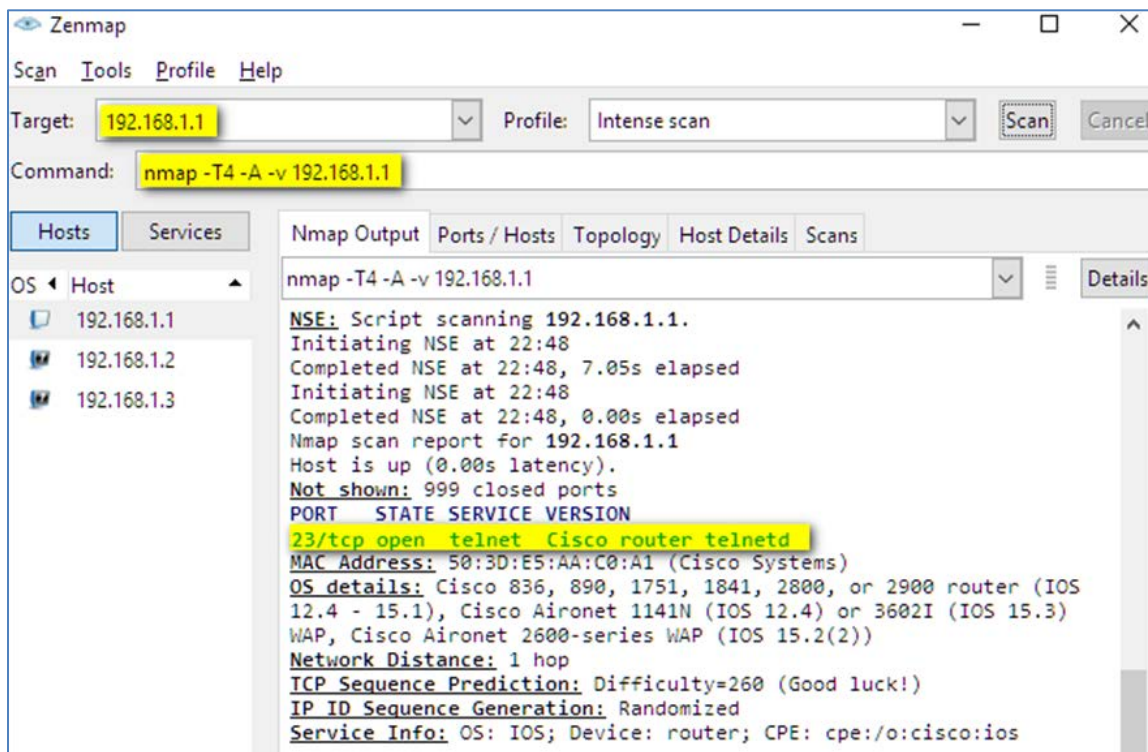 Zenmap
Scan Tools Profile Help
Target: 192.168.1.1 Profile: Intense scan Scan Cancel
Command: nmap -T4 -A -v 192.168.1.1
Hosts Services
Nmap Output Ports / Hosts Topology Host Details Scans
OS Host
nmap -T4 -A -v 192.168.1.1 Details
192.168.1.1
192.168.1.2
192.168.1.3
NSE: Script scanning 192.168.1.1.
Initiating NSE at 22:48
Completed NSE at 22:48, 7.05s elapsed
Initiating NSE at 22:48
Completed NSE at 22:48, 0.00s elapsed
Nmap scan report for 192.168.1.1
Host is up (0.00s latency).
Not shown: 999 closed ports
PORT STATE SERVICE VERSION
23/tcp open telnet Cisco router telnetd
MAC Address: 50:3D:E5:AA:C0:A1 (Cisco Systems)
OS details: Cisco 836, 890, 1751, 1841, 2800, or 2900 router (IOS
12.4 - 15.1), Cisco Aironet 1141N (IOS 12.4) or 3602I (IOS 15.3)
WAP, Cisco Aironet 2600-series WAP (IOS 15.2(2))
Network Distance: 1 hop
TCP Sequence Prediction: Difficulty=260 (Good luck!)
IP ID Sequence Generation: Randomized
Service Info: OS: IOS; Device: router; CPE: cpe:/o:cisco:ios